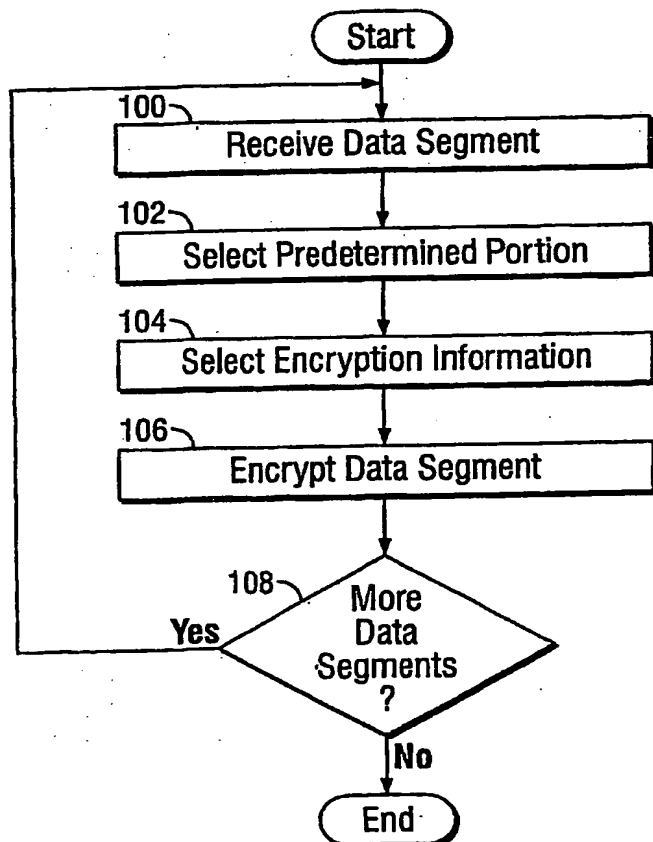 Start
100
Receive Data Segment
102
Select Predetermined Portion
104
Select Encryption Information
106
Encrypt Data Segment
108
More
Data
Segments
?
Yes
No
End